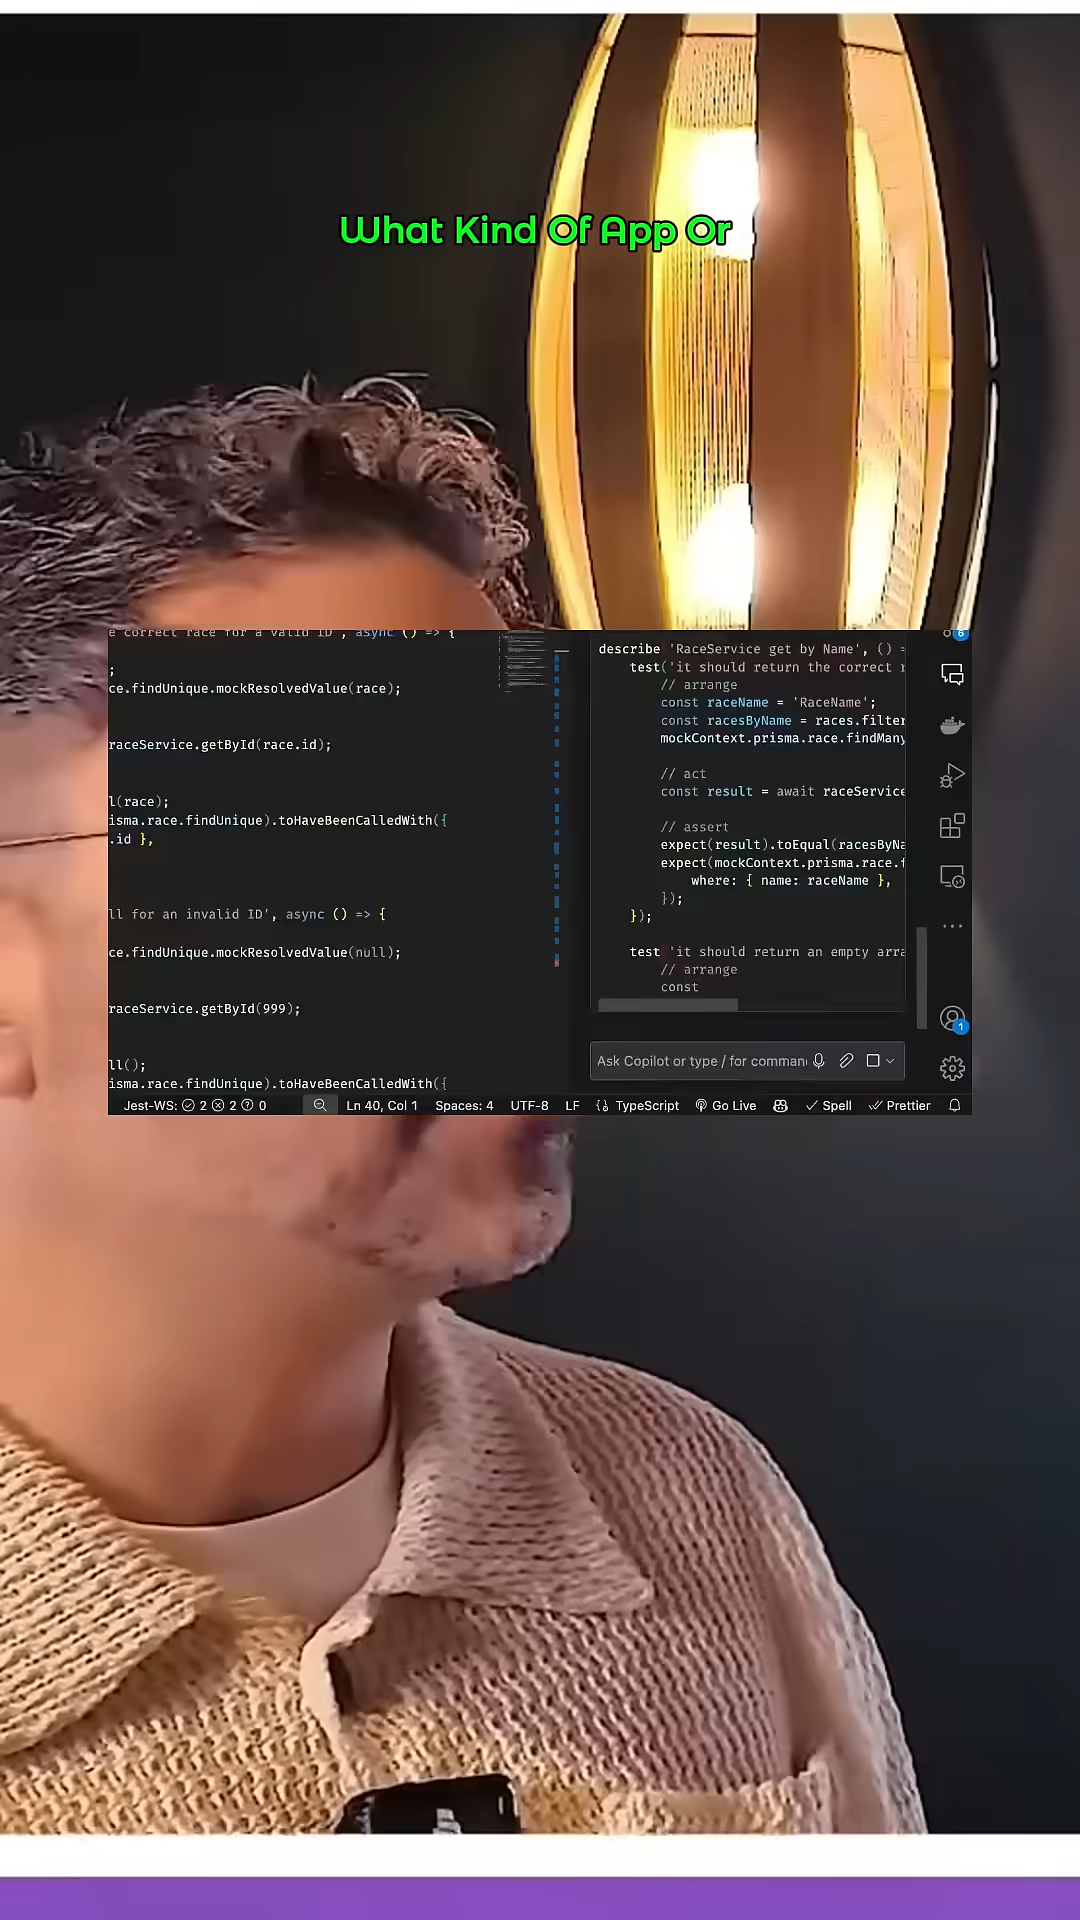 What Kind Of App Or
e correct race for a valid ID', async () => {
;
ce.findUnique.mockResolvedValue(race);
raceService.getById(race.id);
l(race);
isma.race.findUnique).toHaveBeenCalledWith({
.id },
ll for an invalid ID', async () => {
ce.findUnique.mockResolvedValue(null);
raceService.getById(999);
ll();
isma.race.findUnique).toHaveBeenCalledWith({
describe 'RaceService get by Name', () =
test('it should return the correct r
// arrange
const raceName = 'RaceName';
const racesByName = races.filter
mockContext.prisma.race.findMany
// act
const result = await raceService
// assert
expect(result).toEqual(racesByNa
expect(mockContext.prisma.race.f
where: { name: raceName },
});
});
test 'it should return an empty arra
// arrange
const
Ask Copilot or type / for comman
6
1
Jest-WS: 2 2 0 Ln 40, Col 1 Spaces: 4 UTF-8 LF TypeScript Go Live Spell Prettier